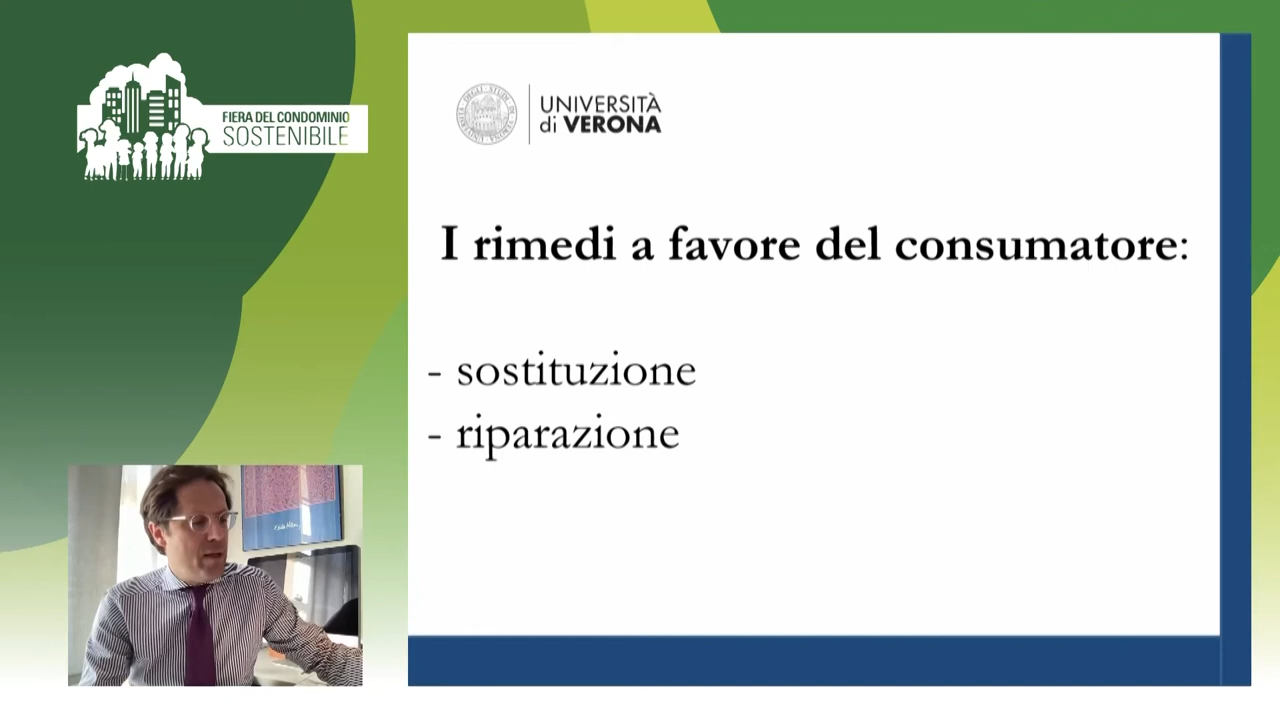 FIERA DEL CONDOMINIO
SOSTENIBILE
UNIVERSITÀ
di VERONA
I rimedi a favore del consumatore:
- sostituzione
- riparazione